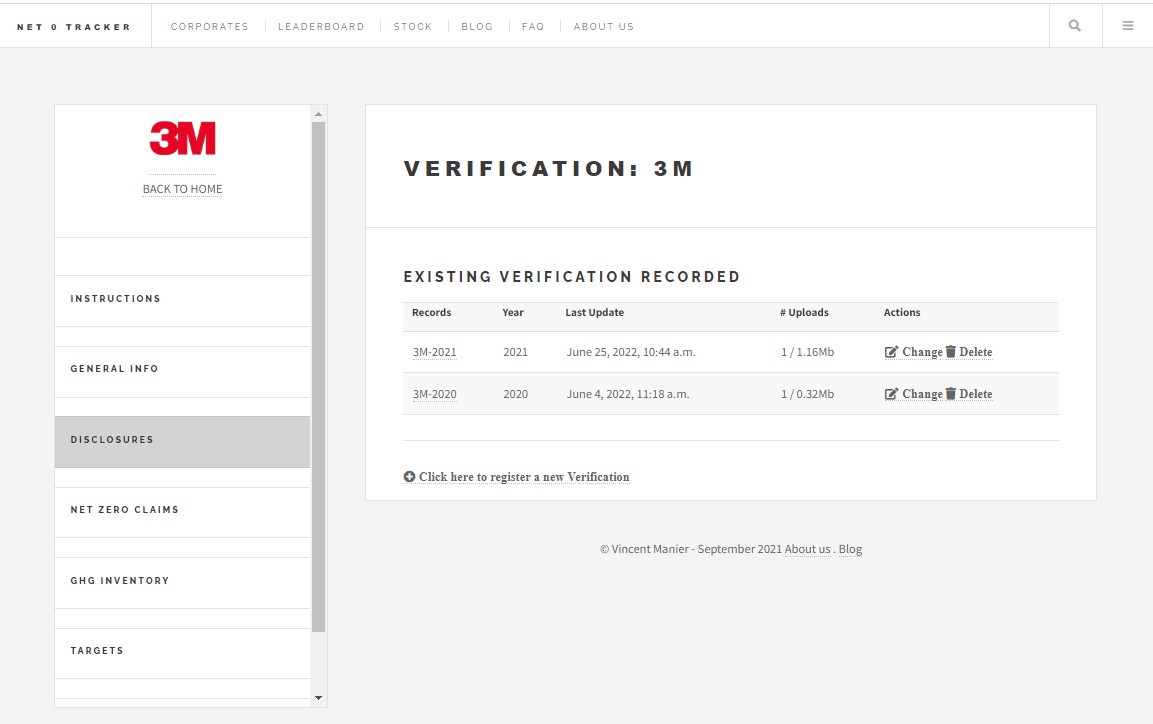 NET 0 TRACKER CORPORATES LEADERBOARD STOCK BLOG FAQ ABOUT US
3M
BACK TO HOME
INSTRUCTIONS
GENERAL INFO
DISCLOSURES
NET ZERO CLAIMS
GHG INVENTORY
TARGETS
VERIFICATION: 3M
EXISTING VERIFICATION RECORDED
Records Year Last Update # Uploads Actions
3M-2021 2021 June 25, 2022, 10:44 a.m. 1 / 1.16Mb Change Delete
3M-2020 2020 June 4, 2022, 11:18 a.m. 1 / 0.32Mb Change Delete
Click here to register a new Verification
© Vincent Manier - September 2021 About us . Blog